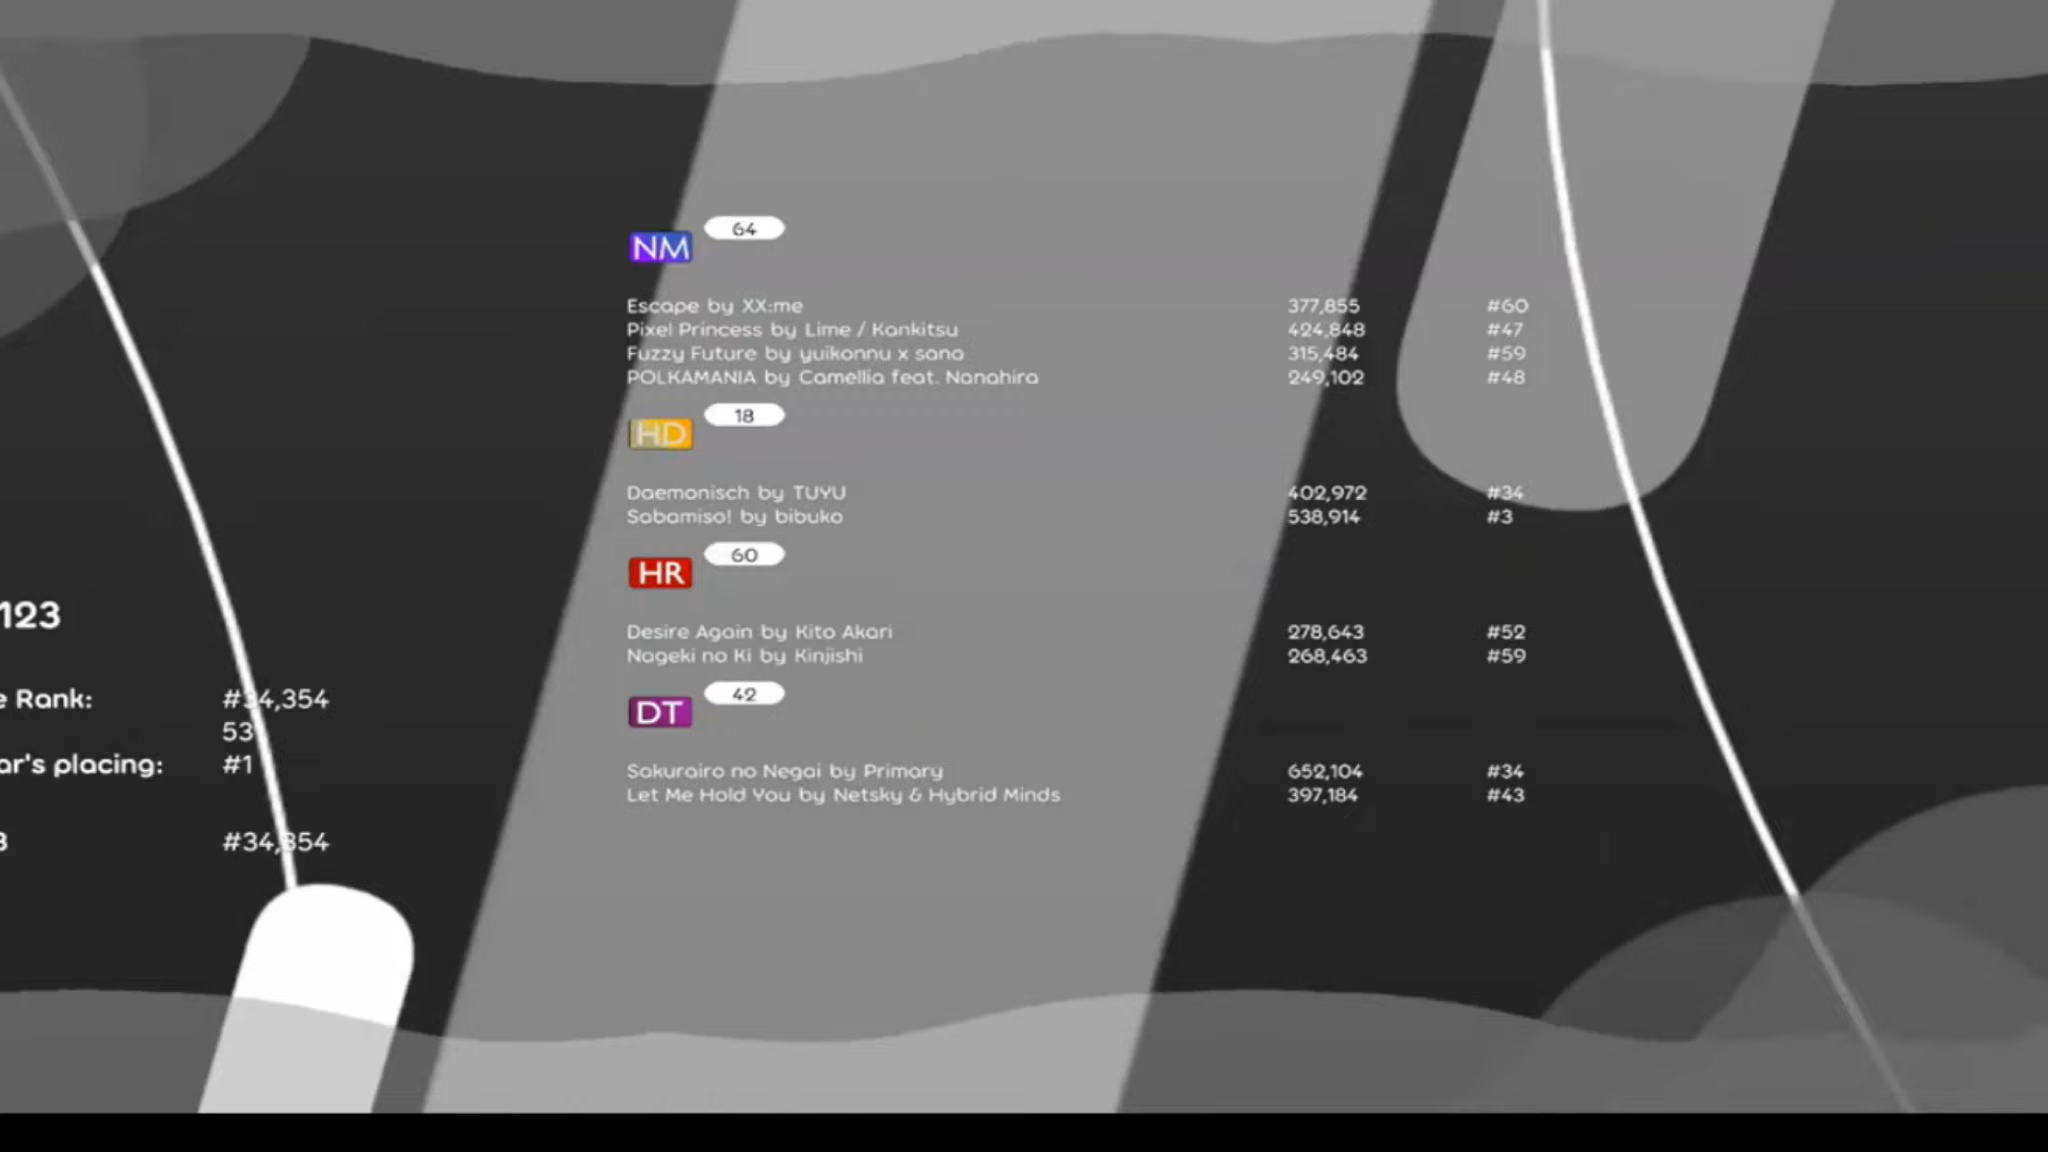 64
NM
Escape by XX:me 377,855 #60
Pixel Princess by Lime / Kankitsu 424,848 #47
Fuzzy Future by yuikonnu x sana 315,484 #59
POLKAMANIA by Camellia feat. Nanahira 249,102 #48
18
HD
Daemonisch by TUYU 402,972 #34
Sabamiso! by bibuko 538,914 #3
60
HR
Desire Again by Kito Akari 278,643 #52
Nageki no Ki by Kinjishi 268,463 #59
42
DT
Sakurairo no Negai by Primary 652,104 #34
Let Me Hold You by Netsky & Hybrid Minds 397,184 #43
123
e Rank: #34,354
53
ar's placing: #1
#34,354